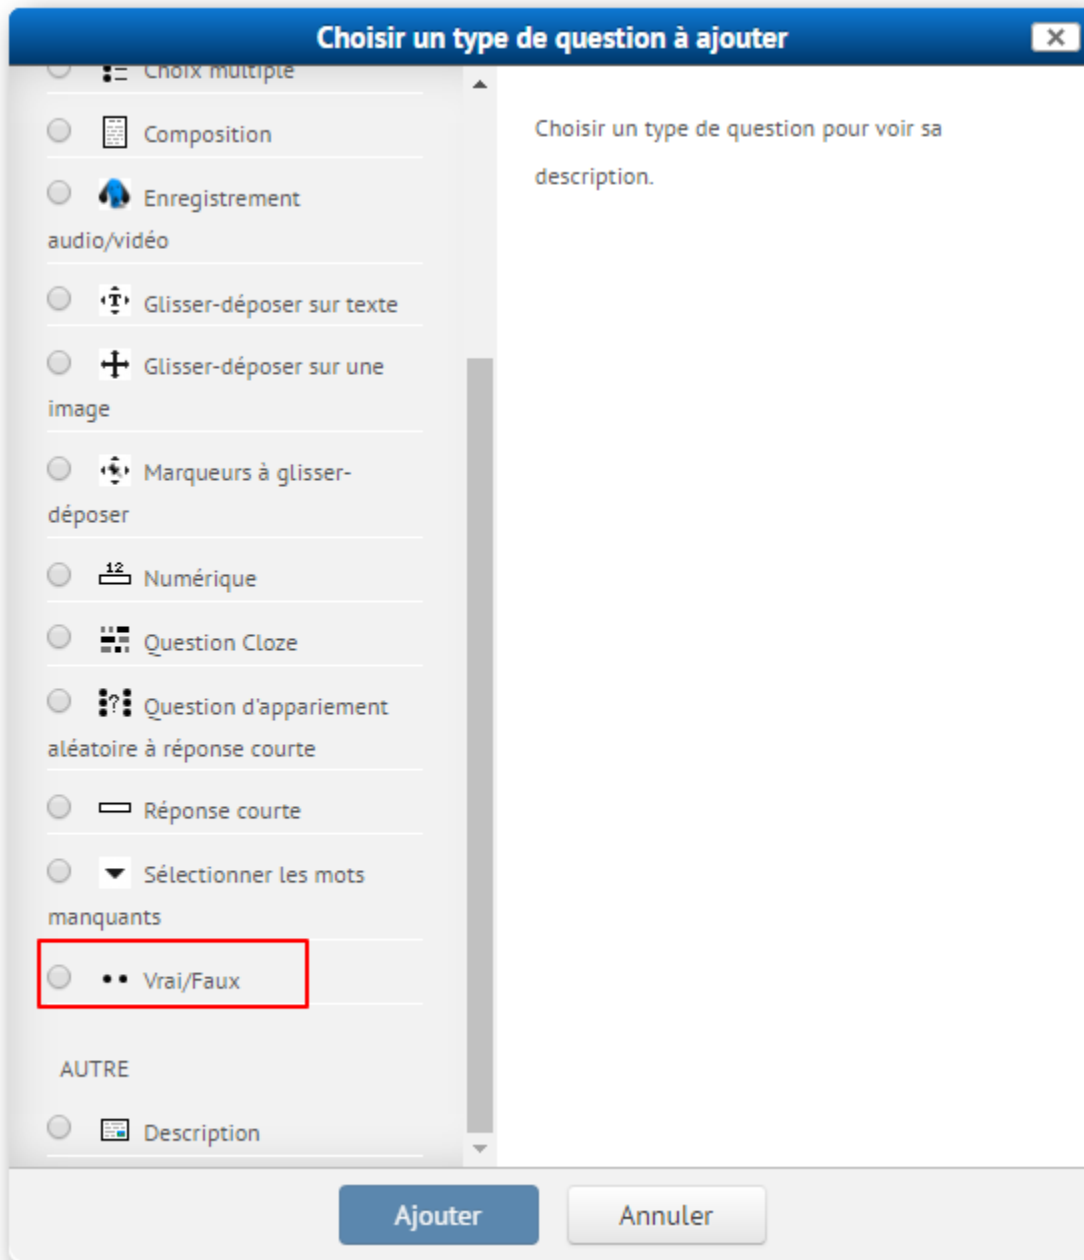 Choisir un type de question à ajouter
Choix multiple
Composition
Enregistrement
audio/vidéo
Glisser-déposer sur texte
Glisser-déposer sur une
image
Marqueurs à glisser-
déposer
12
Numérique
Question Cloze
Question d'appariement
aléatoire à réponse courte
Réponse courte
Sélectionner les mots
manquants
Vrai/Faux
AUTRE
Description
Choisir un type de question pour voir sa
description.
Ajouter
Annuler